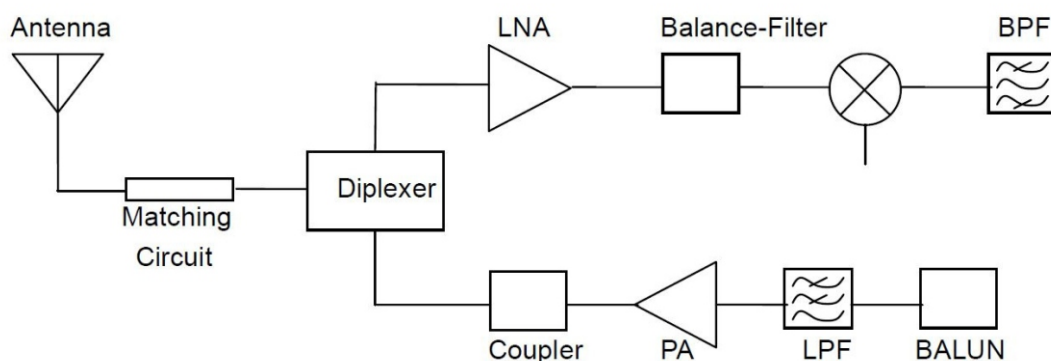 Antenna
LNA
Balance-Filter
BPF
Diplexer
Matching
Circuit
Coupler
PA
LPF
BALUN